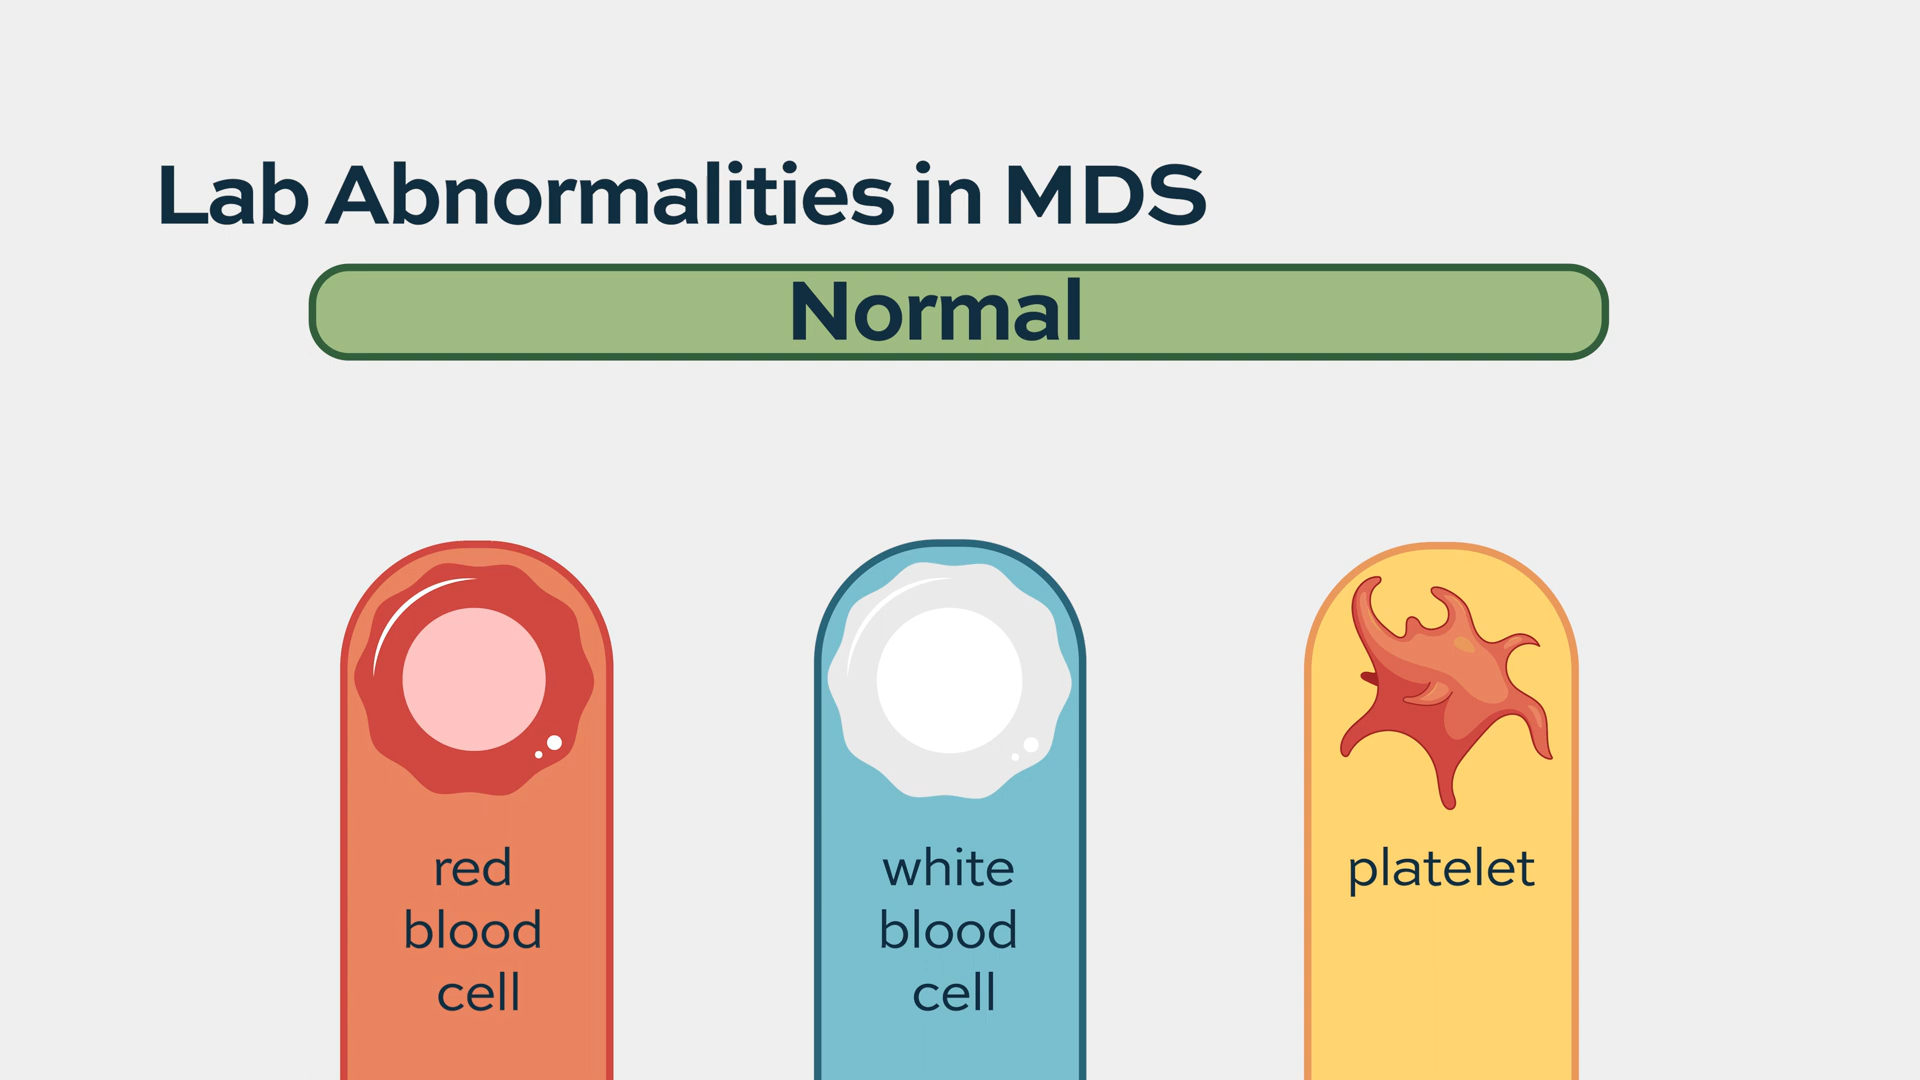 Lab Abnormalities in MDS
Normal
red
blood
cell
white
blood
cell
platelet